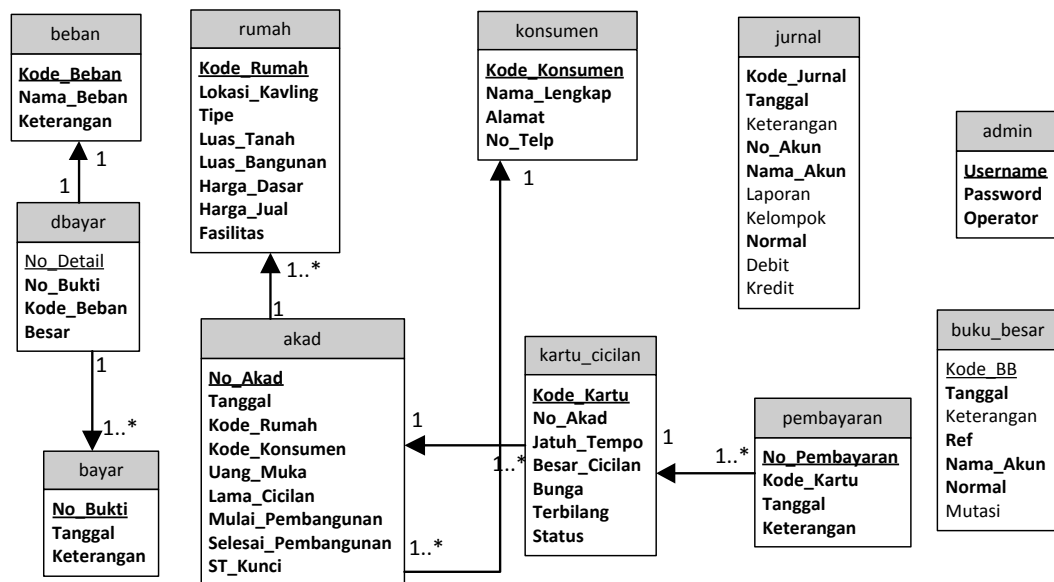 beban
Kode_Beban
Nama_Beban
Keterangan
1
1
dbayar
No_Detail
No_Bukti
Kode_Beban
Besar
1
1..*
bayar
No_Bukti
Tanggal
Keterangan
rumah
Kode_Rumah
Lokasi_Kavling
Tipe
Luas_Tanah
Luas_Bangunan
Harga_Dasar
Harga_Jual
Fasilitas
1..*
1
akad
No_Akad
Tanggal
Kode_Rumah
Kode_Konsumen
Uang_Muka
Lama_Cicilan
Mulai_Pembangunan
Selesai_Pembangunan
ST_Kunci
1
1..*
1..*
konsumen
Kode_Konsumen
Nama_Lengkap
Alamat
No_Telp
1
kartu_cicilan
Kode_Kartu
No_Akad
Jatuh_Tempo
Besar_Cicilan
Bunga
Terbilang
Status
1
1..*
pembayaran
No_Pembayaran
Kode_Kartu
Tanggal
Keterangan
jurnal
Kode_Jurnal
Tanggal
Keterangan
No_Akun
Nama_Akun
Laporan
Kelompok
Normal
Debit
Kredit
admin
Username
Password
Operator
buku_besar
Kode_BB
Tanggal
Keterangan
Ref
Nama_Akun
Normal
Mutasi